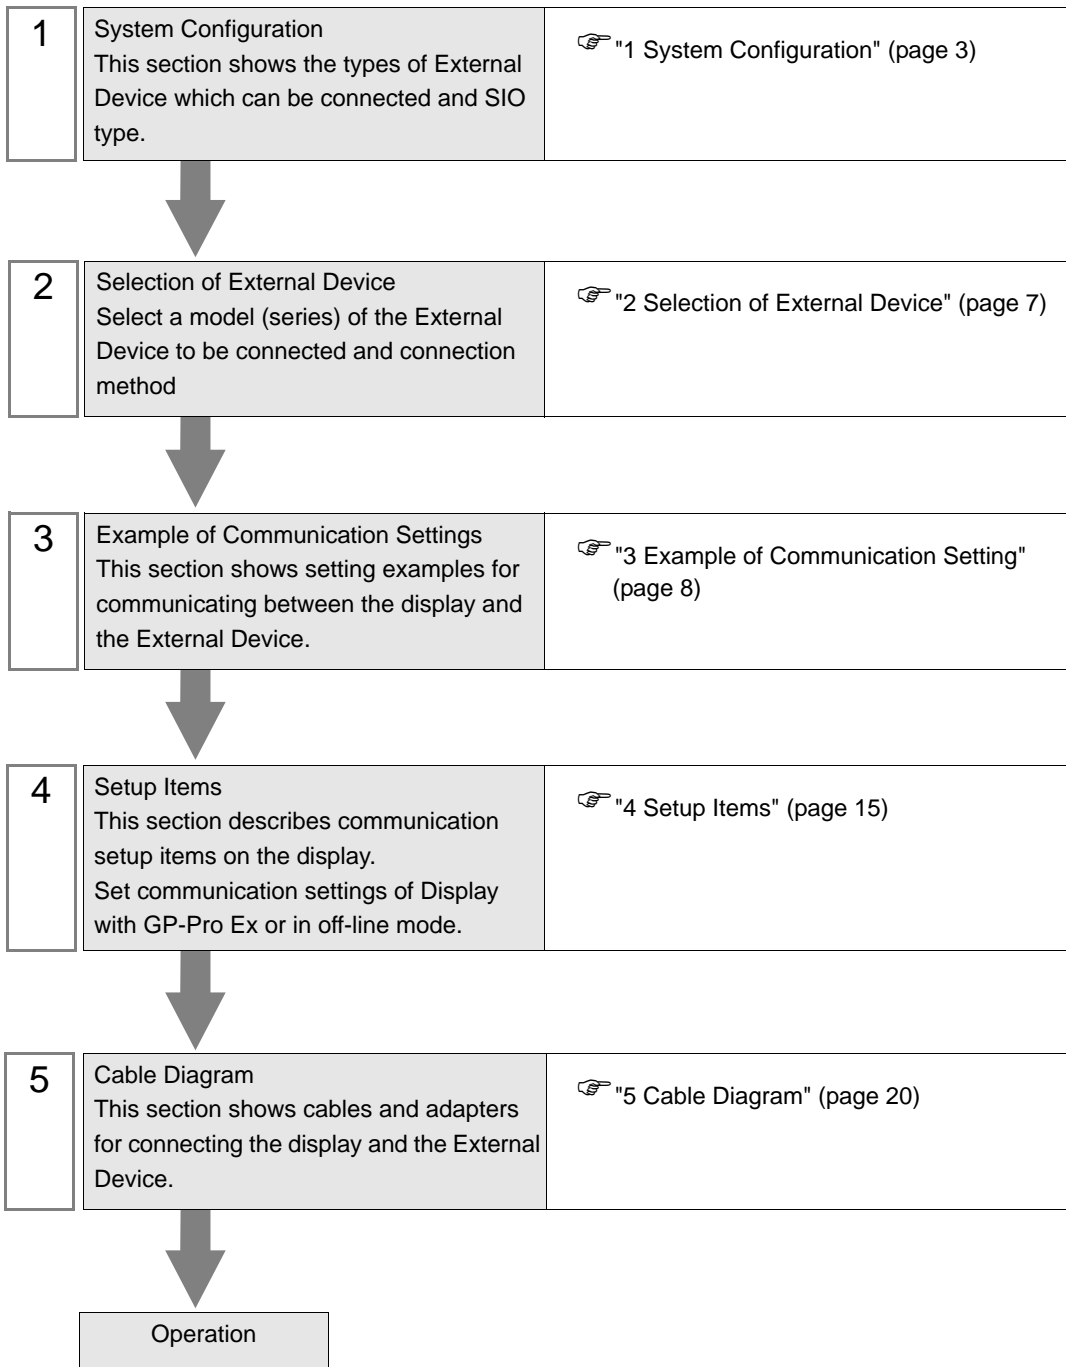 1
System Configuration
This section shows the types of External
Device which can be connected and SIO
type.
"1 System Configuration" (page 3)
2
Selection of External Device
Select a model (series) of the External
Device to be connected and connection
method
"2 Selection of External Device" (page 7)
3
Example of Communication Settings
This section shows setting examples for
communicating between the display and
the External Device.
"3 Example of Communication Setting"
(page 8)
4
Setup Items
This section describes communication
setup items on the display.
Set communication settings of Display
with GP-Pro Ex or in off-line mode.
"4 Setup Items" (page 15)
5
Cable Diagram
This section shows cables and adapters
for connecting the display and the External
Device.
"5 Cable Diagram" (page 20)
Operation